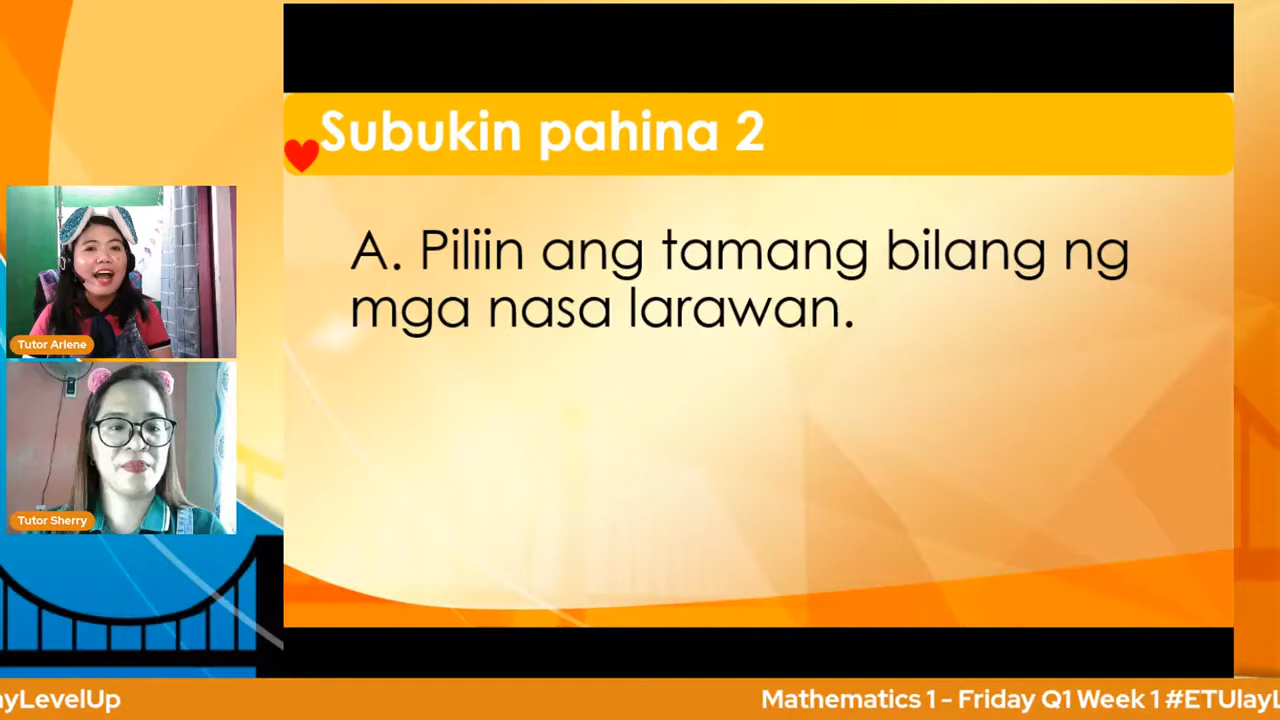 Subukin pahina 2
A. Piliin ang tamang bilang ng
mga nasa larawan.
Tutor Arlene
Tutor Sherry
ayLevelUp
Mathematics 1 - Friday Q1 Week 1 #ETUlayL